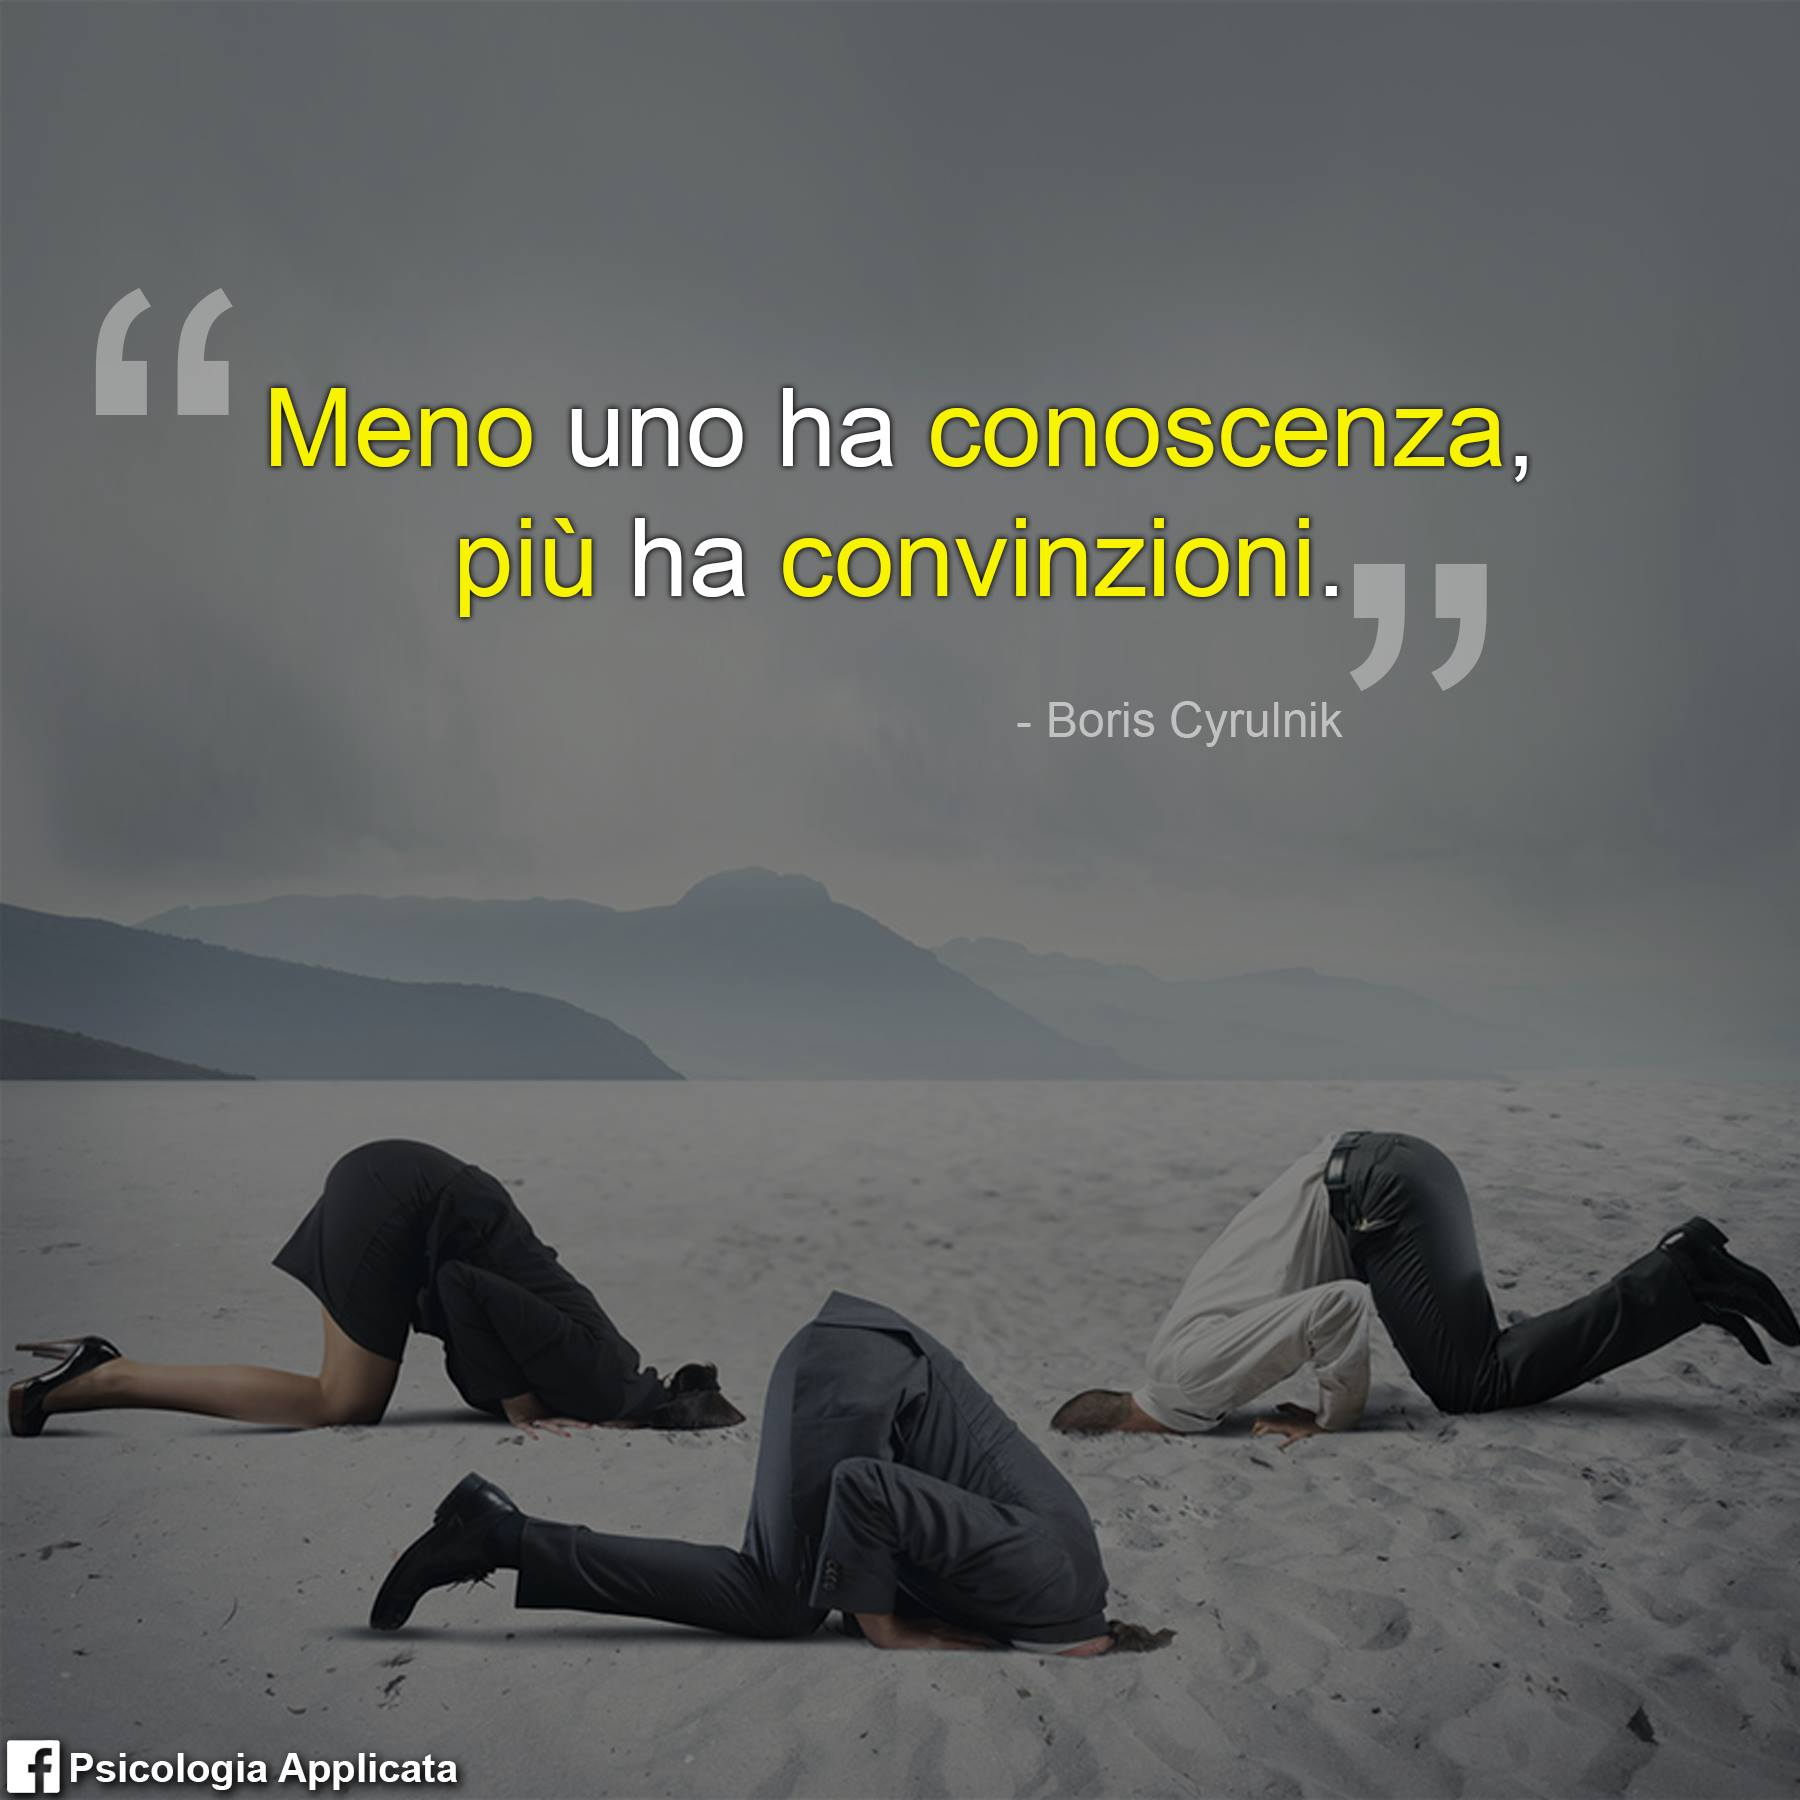 “Meno uno ha conoscenza,
più ha convinzioni.”
- Boris Cyrulnik
Psicologia Applicata